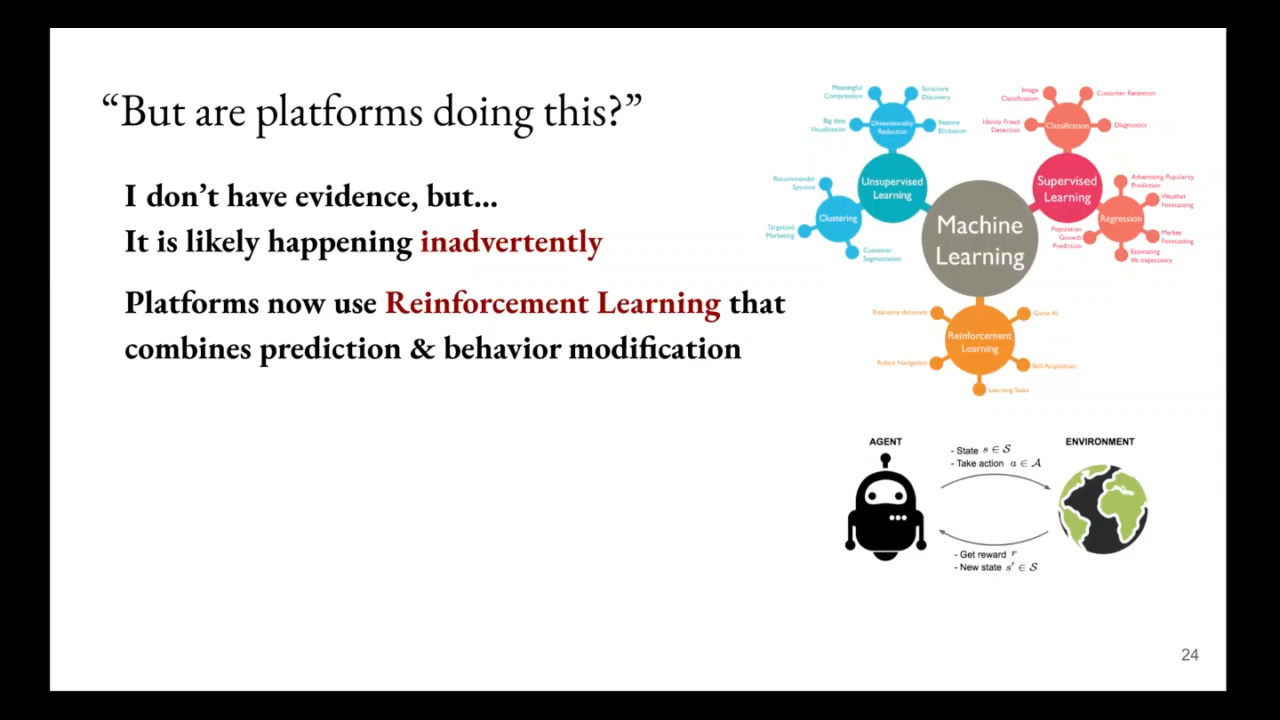 “But are platforms doing this?”
I don’t have evidence, but...
It is likely happening inadvertently
Platforms now use Reinforcement Learning that
combines prediction & behavior modification
Meaningful
Compression
Structure
Discovery
Big data
Visualisation
Dimensionality
Reduction
Feature
Elicitation
Recommender
Systems
Unsupervised
Learning
Clustering
Targeted
Marketing
Customer
Segmentation
Machine
Learning
Image
Classification
Customer Retention
Identity Fraud
Detection
Classification
Diagnostics
Supervised
Learning
Advertising Popularity
Prediction
Weather
Forecasting
Regression
Population
Growth
Prediction
Market
Forecasting
Estimating
life expectancy
Real-time decisions
Game AI
Reinforcement
Learning
Robot Navigation
Skill Acquisition
Learning Tasks
AGENT
ENVIRONMENT
- State s ∈ S
- Take action a ∈ A
- Get reward r
- New state s′ ∈ S
24